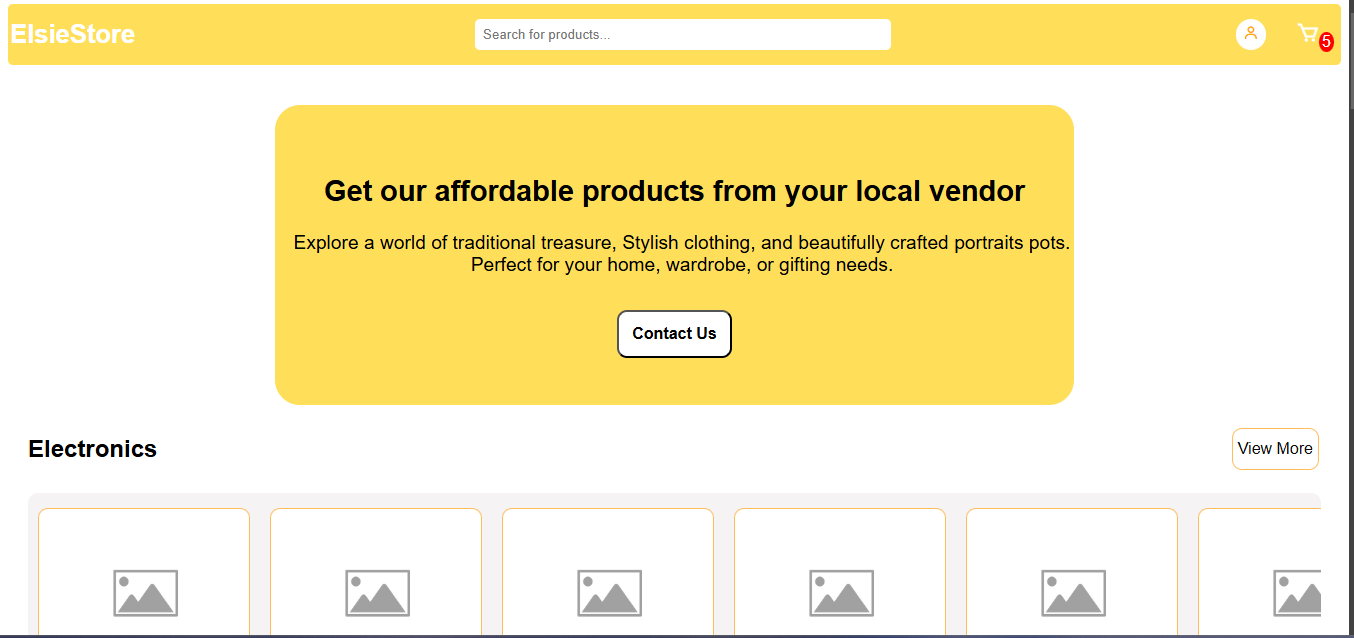 ElsieStore
Search for products...
5
Get our affordable products from your local vendor
Explore a world of traditional treasure, Stylish clothing, and beautifully crafted portraits pots.
Perfect for your home, wardrobe, or gifting needs.
Contact Us
Electronics
View More